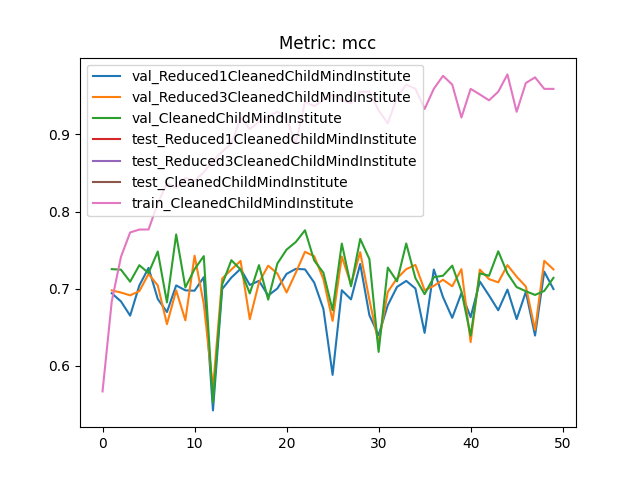 Metric: mcc
val_Reduced1CleanedChildMindInstitute
val_Reduced3CleanedChildMindInstitute
val_CleanedChildMindInstitute
test_Reduced1CleanedChildMindInstitute
test_Reduced3CleanedChildMindInstitute
test_CleanedChildMindInstitute
train_CleanedChildMindInstitute
0.9
0.8
0.7
0.6
0 10 20 30 40 50